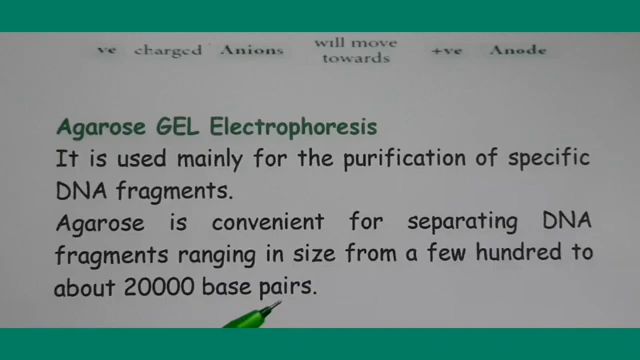 ve charged Anions will move towards +ve Anode
Agarose GEL Electrophoresis
It is used mainly for the purification of specific
DNA fragments.
Agarose is convenient for separating DNA
fragments ranging in size from a few hundred to
about 20000 base pairs.